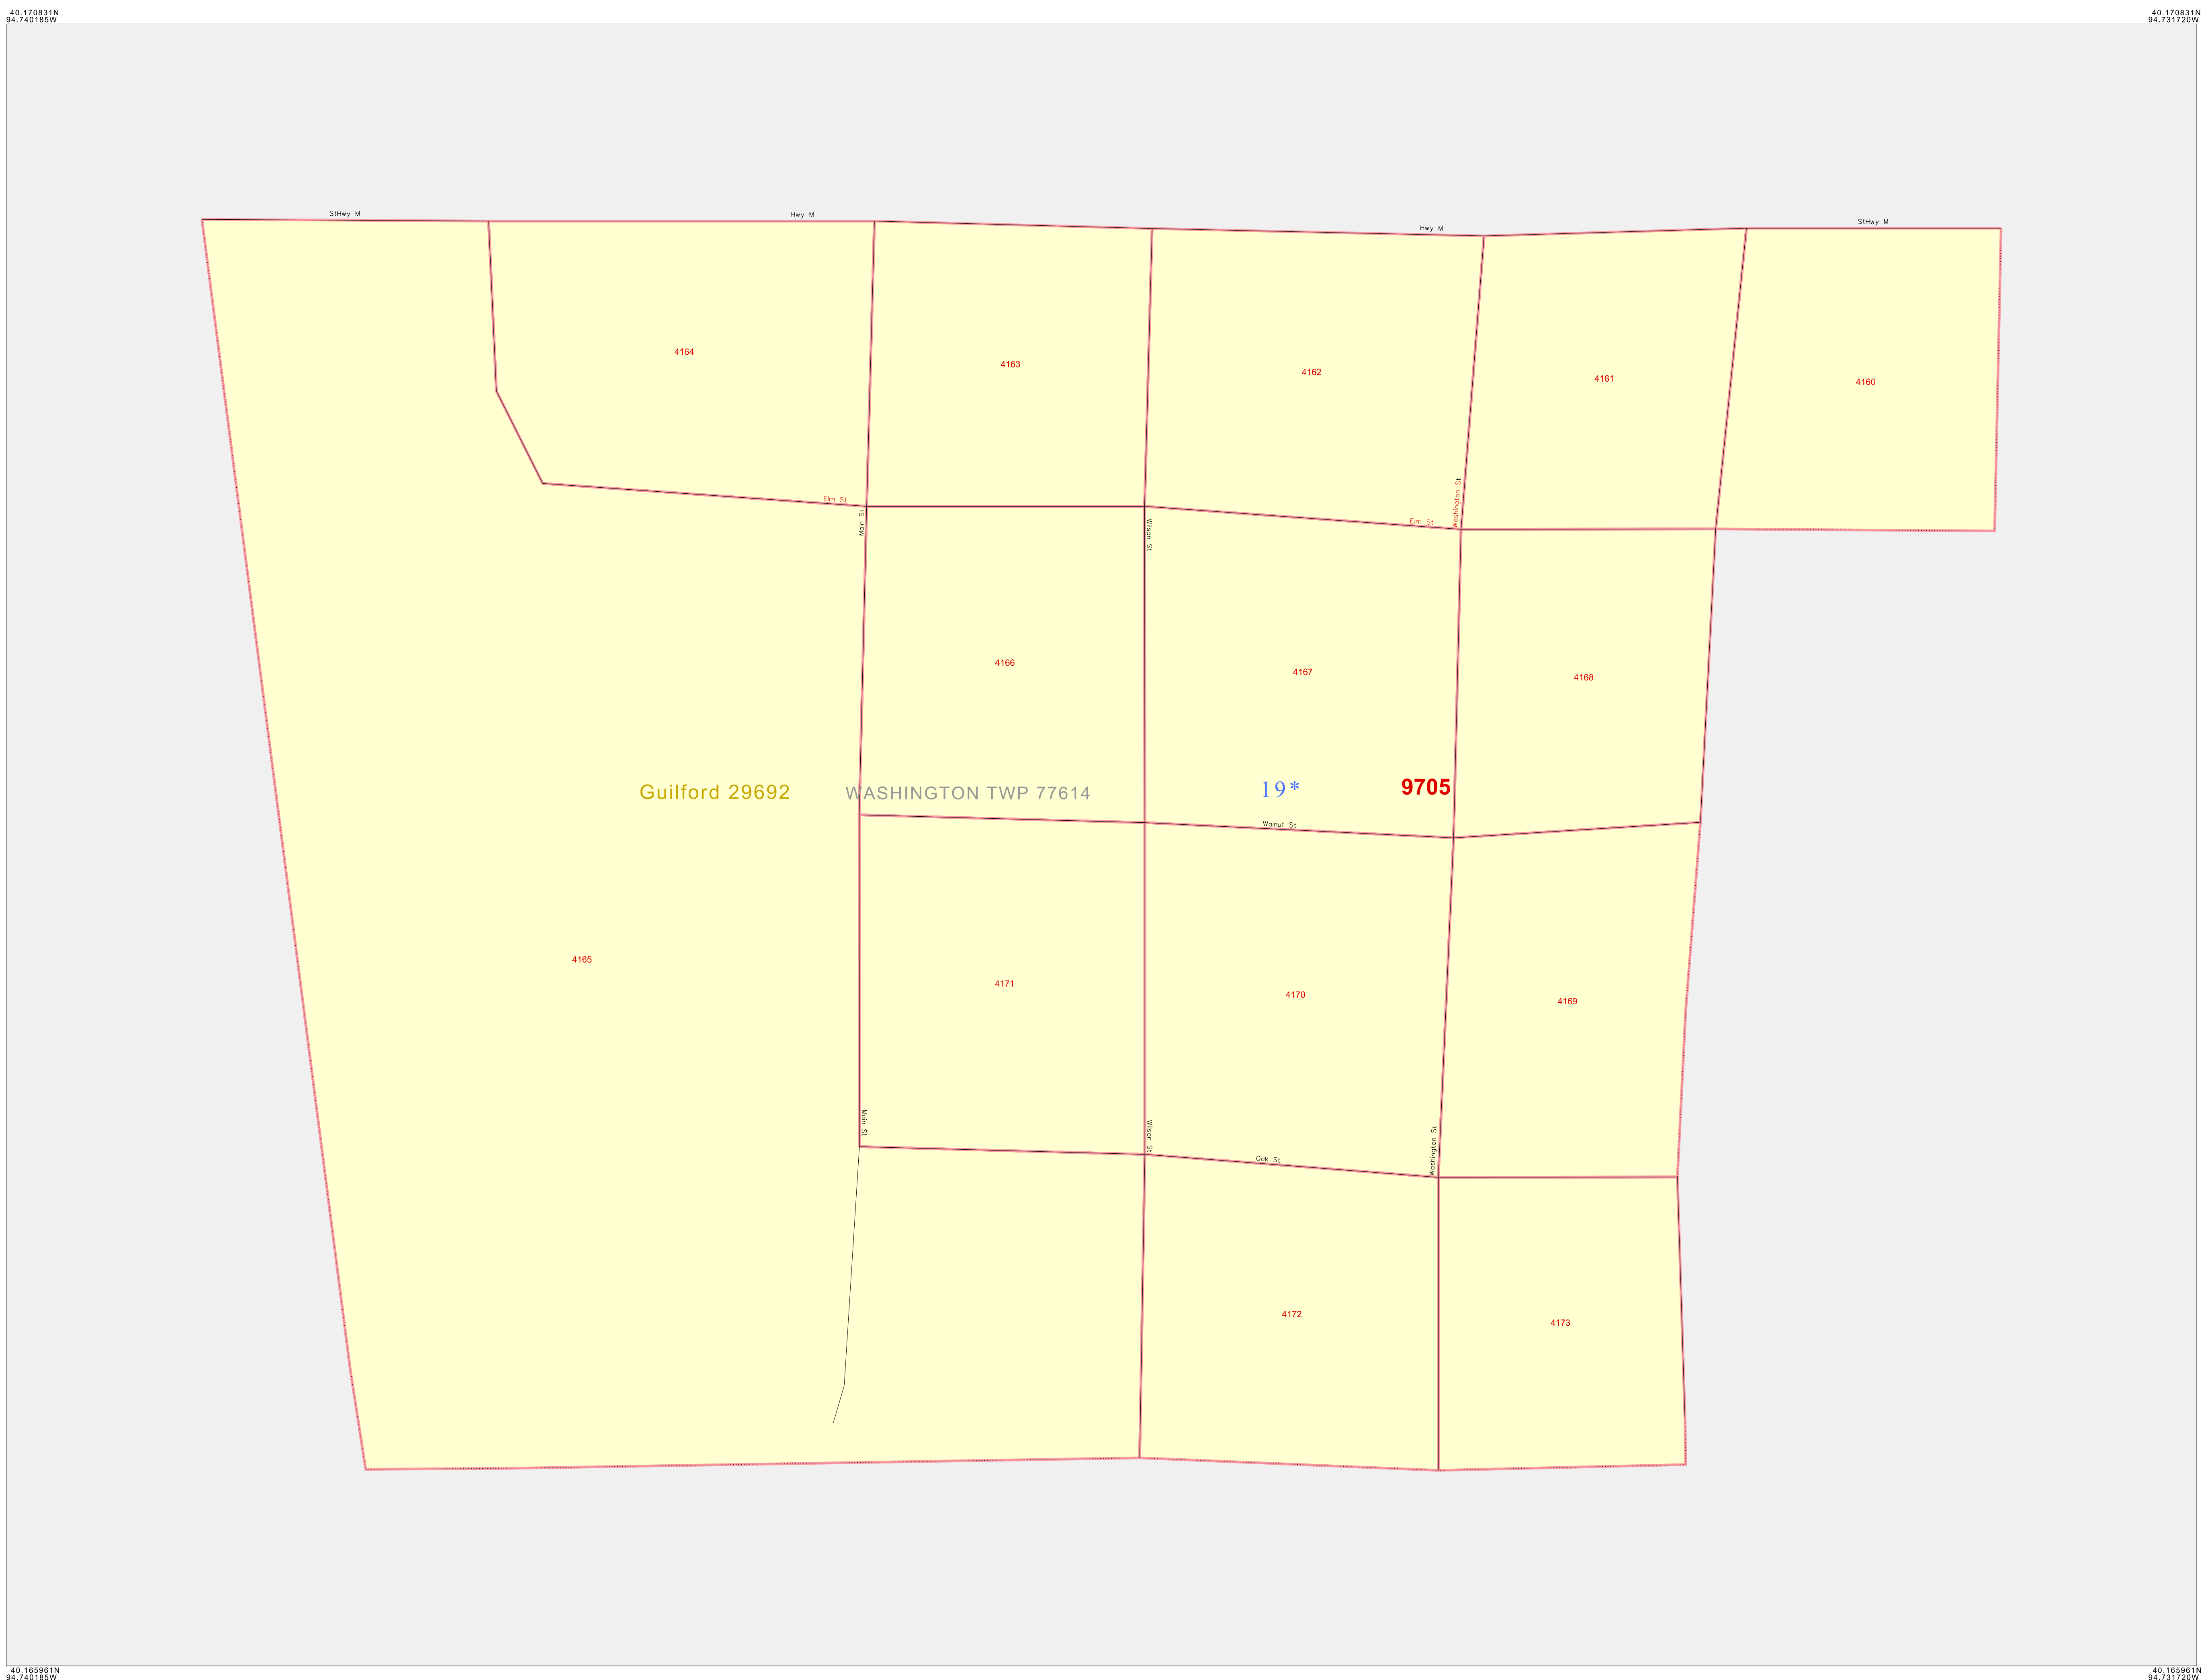 40.170831N
94.740185W
40.170831N
94.731720W
StHwy M
Hwy M
Hwy M
StHwy M
4164
4163
4162
4161
4160
Elm St
Main St
Wilson St
Elm St
Washington St
4166
4167
4168
Guilford 29692
WASHINGTON TWP 77614
19*
9705
Walnut St
4165
4171
4170
4169
Main St
Wilson St
Oak St
Washington St
4172
4173
40.165961N
94.740185W
40.165961N
94.731720W